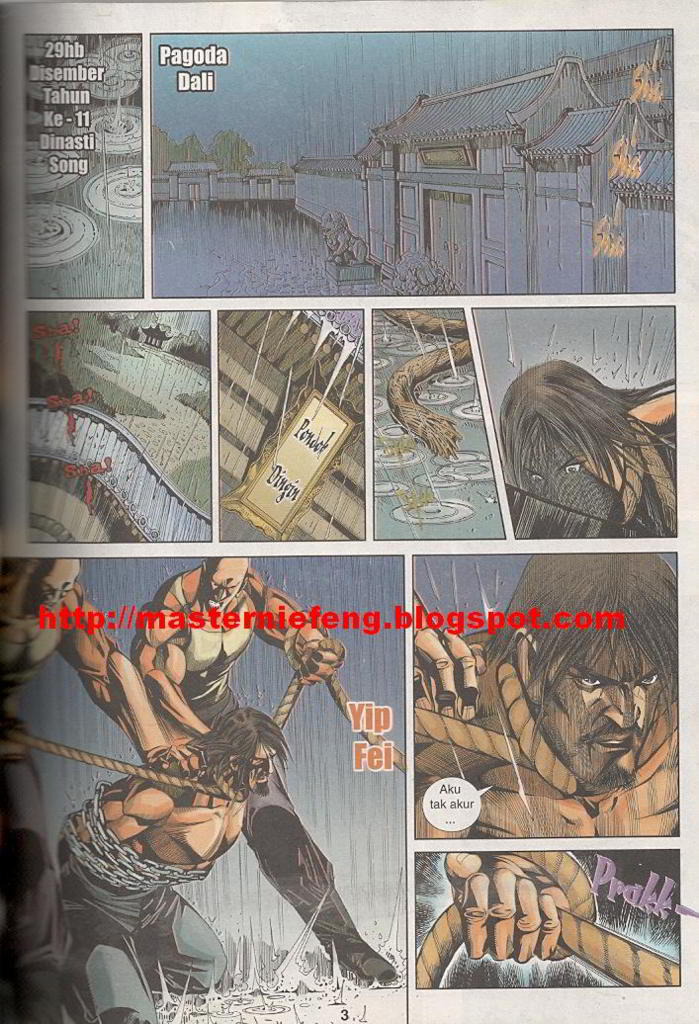 29hb
Disember
Tahun
Ke - 11
Dinasti
Song
Pagoda
Dali
Sha!
Sha!
Sha!
Pondok
Dingin
http://masterniefeng.blogspot.com
Yip
Fei
Aku
tak akur
...
Prakk
3